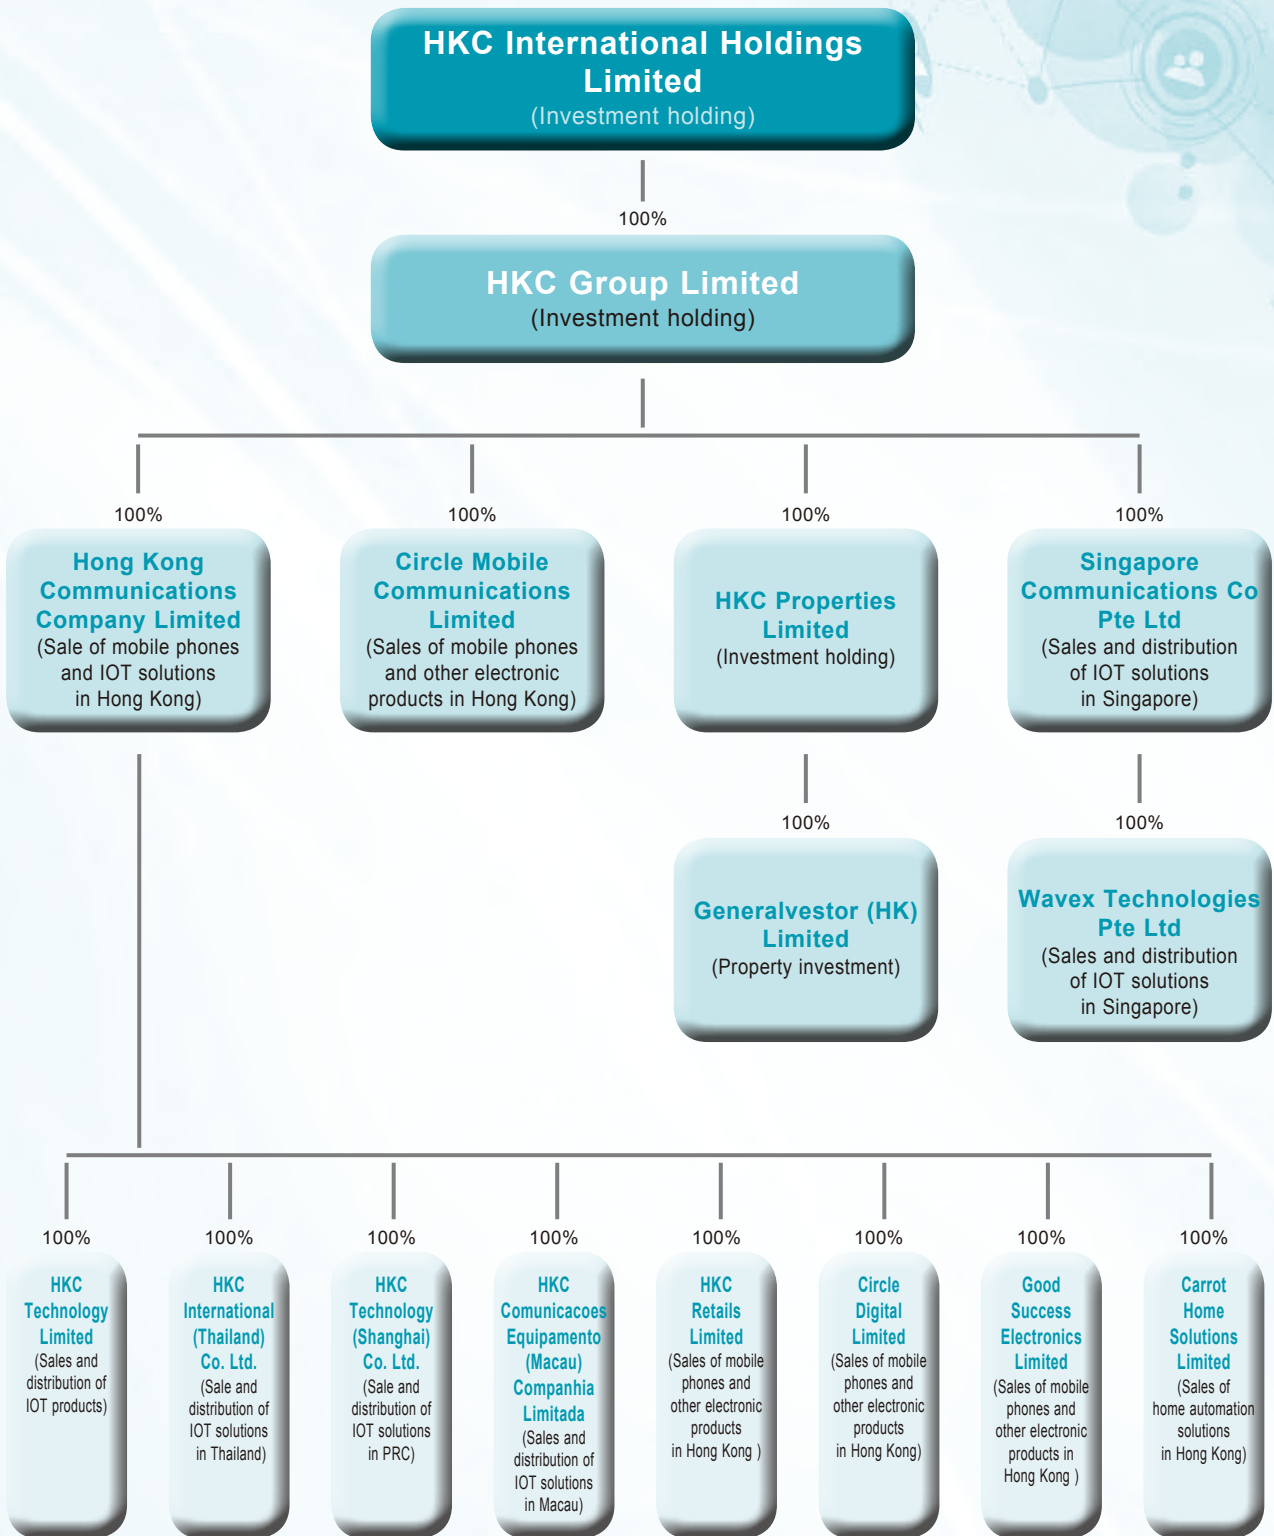 HKC International Holdings
Limited
(Investment holding)
100%
HKC Group Limited
(Investment holding)
100%
100%
100%
100%
Hong Kong
Communications
Company Limited
(Sale of mobile phones
and IOT solutions
in Hong Kong)
Circle Mobile
Communications
Limited
(Sales of mobile phones
and other electronic
products in Hong Kong)
HKC Properties
Limited
(Investment holding)
Singapore
Communications Co
Pte Ltd
(Sales and distribution
of IOT solutions
in Singapore)
100%
100%
Generalvestor (HK)
Limited
(Property investment)
Wavex Technologies
Pte Ltd
(Sales and distribution
of IOT solutions
in Singapore)
100%
100%
100%
100%
100%
100%
100%
100%
HKC
Technology
Limited
(Sales and
distribution of
IOT products)
HKC
International
(Thailand)
Co. Ltd.
(Sale and
distribution of
IOT solutions
in Thailand)
HKC
Technology
(Shanghai)
Co. Ltd.
(Sale and
distribution of
IOT solutions
in PRC)
HKC
Comunicacoes
Equipamento
(Macau)
Companhia
Limitada
(Sales and
distribution of
IOT solutions
in Macau)
HKC
Retails
Limited
(Sales of mobile
phones and
other electronic
products
in Hong Kong )
Circle
Digital
Limited
(Sales of mobile
phones and
other electronic
products
in Hong Kong)
Good
Success
Electronics
Limited
(Sales of mobile
phones and
other electronic
products in
Hong Kong )
Carrot
Home
Solutions
Limited
(Sales of
home automation
solutions
in Hong Kong)